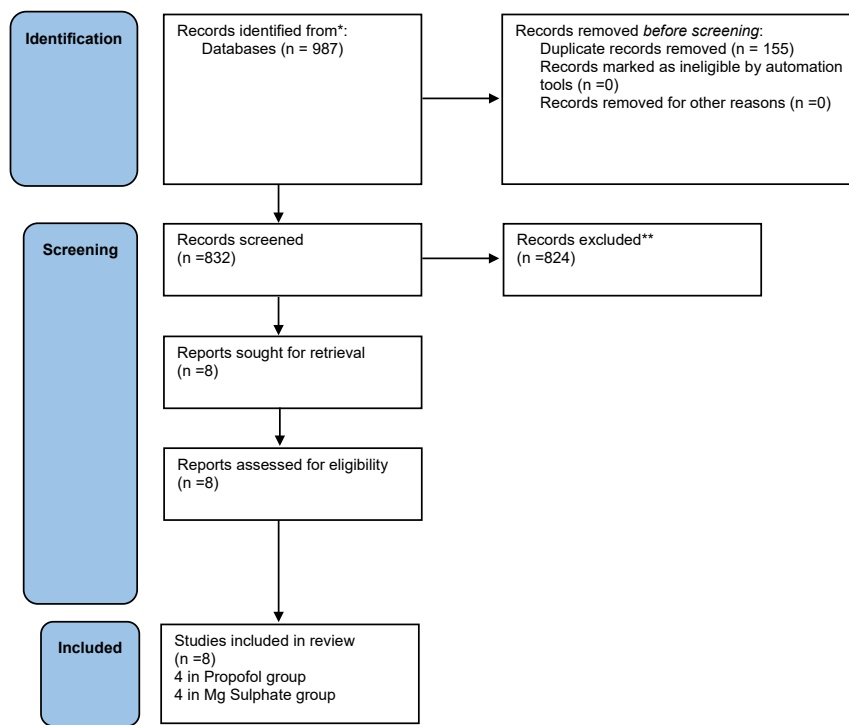 Identification
Records identified from*:
Databases (n = 987)
Records removed before screening:
Duplicate records removed (n = 155)
Records marked as ineligible by automation
tools (n =0)
Records removed for other reasons (n =0)
Screening
Records screened
(n =832)
Records excluded**
(n =824)
Reports sought for retrieval
(n =8)
Reports assessed for eligibility
(n =8)
Included
Studies included in review
(n =8)
4 in Propofol group
4 in Mg Sulphate group